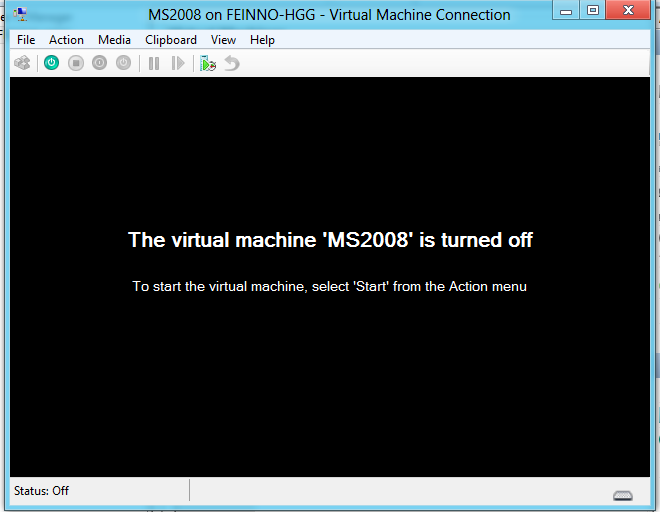 MS2008 on FEINNO-HGG - Virtual Machine Connection
File Action Media Clipboard View Help
The virtual machine 'MS2008' is turned off
To start the virtual machine, select 'Start' from the Action menu
Status: Off